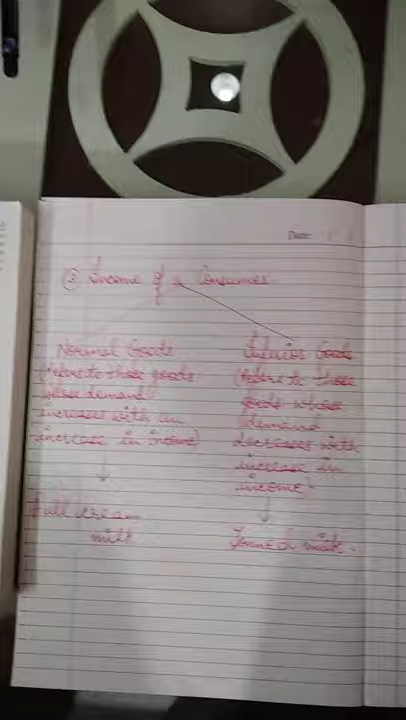 Date
③ Income of a Consumer
Normal Goods
(Refers to those goods
whose demand
increases with an
increase in income)
Full cream
milk
Inferior Goods
(Refers to those
goods whose
demand
decreases with
increase in
income)
Toned milk.